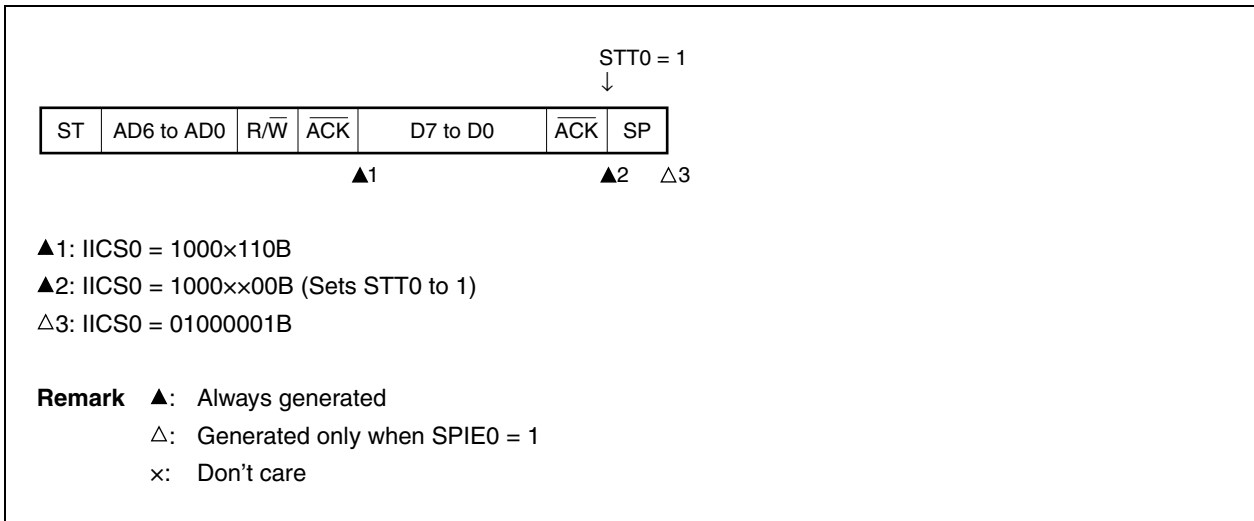 STT0 = 1
↓
ST AD6 to AD0 R/W̅ A̅C̅K̅ D7 to D0 A̅C̅K̅ SP
▲1 ▲2 △3
▲1: IICS0 = 1000×110B
▲2: IICS0 = 1000××00B (Sets STT0 to 1)
△3: IICS0 = 01000001B
Remark ▲: Always generated
△: Generated only when SPIE0 = 1
×: Don't care